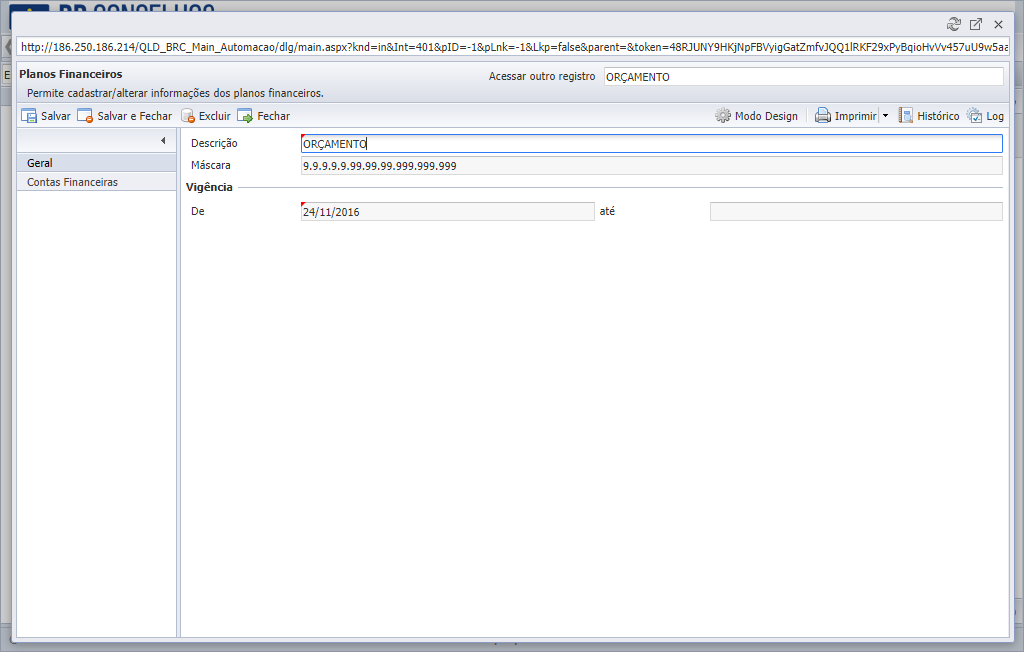 http://186.250.186.214/QLD_BRC_Main_Automacao/dlg/main.aspx?knd=in&Int=401&pID=-1&pLnk=-1&Lkp=false&parent=&token=48RJUNY9HKjNpFBVyigGatZmfvJQQ1lRKF29xPyBqioHvVv457uU9w5aa
Planos Financeiros
Acessar outro registro ORÇAMENTO
Permite cadastrar/alterar informações dos planos financeiros.
Salvar Salvar e Fechar Excluir Fechar Modo Design Imprimir Histórico Log
Descrição ORÇAMENTO
Geral
Máscara 9.9.9.9.9.99.99.99.999.999.999
Contas Financeiras
Vigência
De 24/11/2016 até